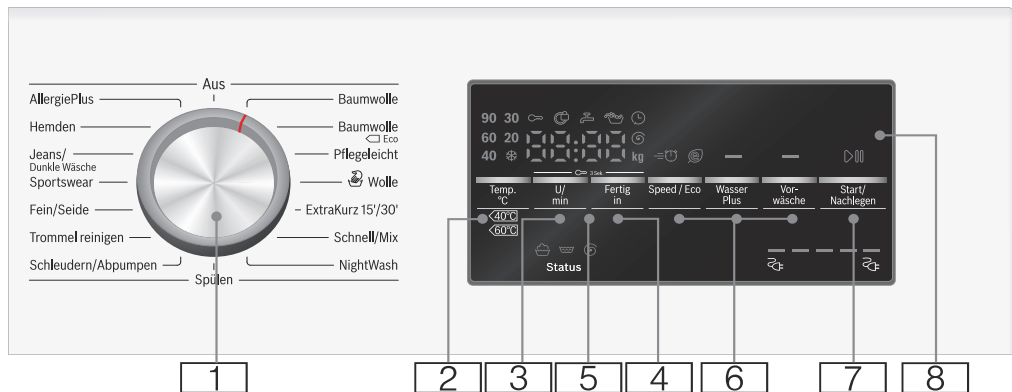 Aus
AllergiePlus
Hemden
Jeans/
Dunkle Wäsche
Sportswear
Fein/Seide
Trommel reinigen
Schleudern/Abpumpen
Spülen
Baumwolle
Baumwolle
Eco
Pflegeleicht
Wolle
ExtraKurz 15'/30'
Schnell/Mix
NightWash
90 30
60 20
40
88:88
kg
3 Sek.
Temp.
°C
U/
min
Fertig
in
Speed / Eco
Wasser
Plus
Vor-
wäsche
Start/
Nachlegen
40°C
60°C
Status
1 2 3 5 4 6 7 8